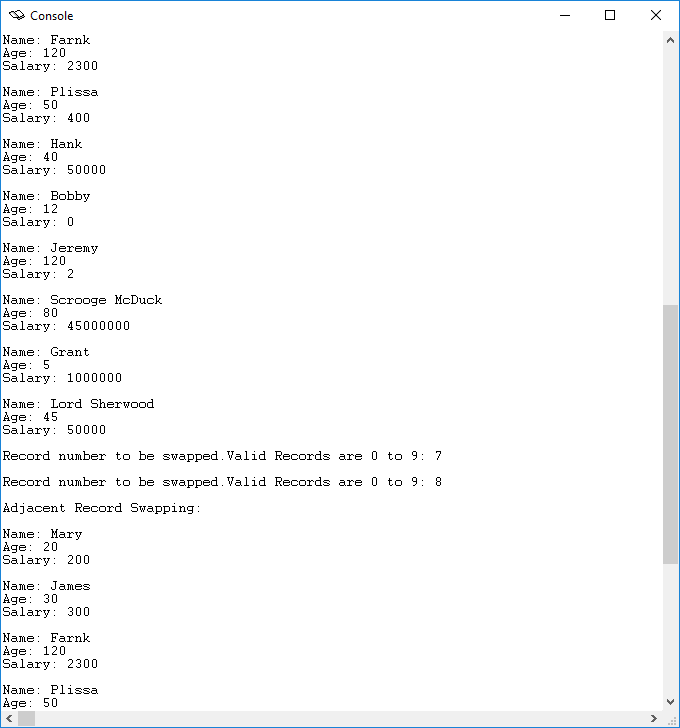 Console
Name: Farnk
Age: 120
Salary: 2300
Name: Plissa
Age: 50
Salary: 400
Name: Hank
Age: 40
Salary: 50000
Name: Bobby
Age: 12
Salary: 0
Name: Jeremy
Age: 120
Salary: 2
Name: Scrooge McDuck
Age: 80
Salary: 45000000
Name: Grant
Age: 5
Salary: 1000000
Name: Lord Sherwood
Age: 45
Salary: 50000
Record number to be swapped.Valid Records are 0 to 9: 7
Record number to be swapped.Valid Records are 0 to 9: 8
Adjacent Record Swapping:
Name: Mary
Age: 20
Salary: 200
Name: James
Age: 30
Salary: 300
Name: Farnk
Age: 120
Salary: 2300
Name: Plissa
Age: 50